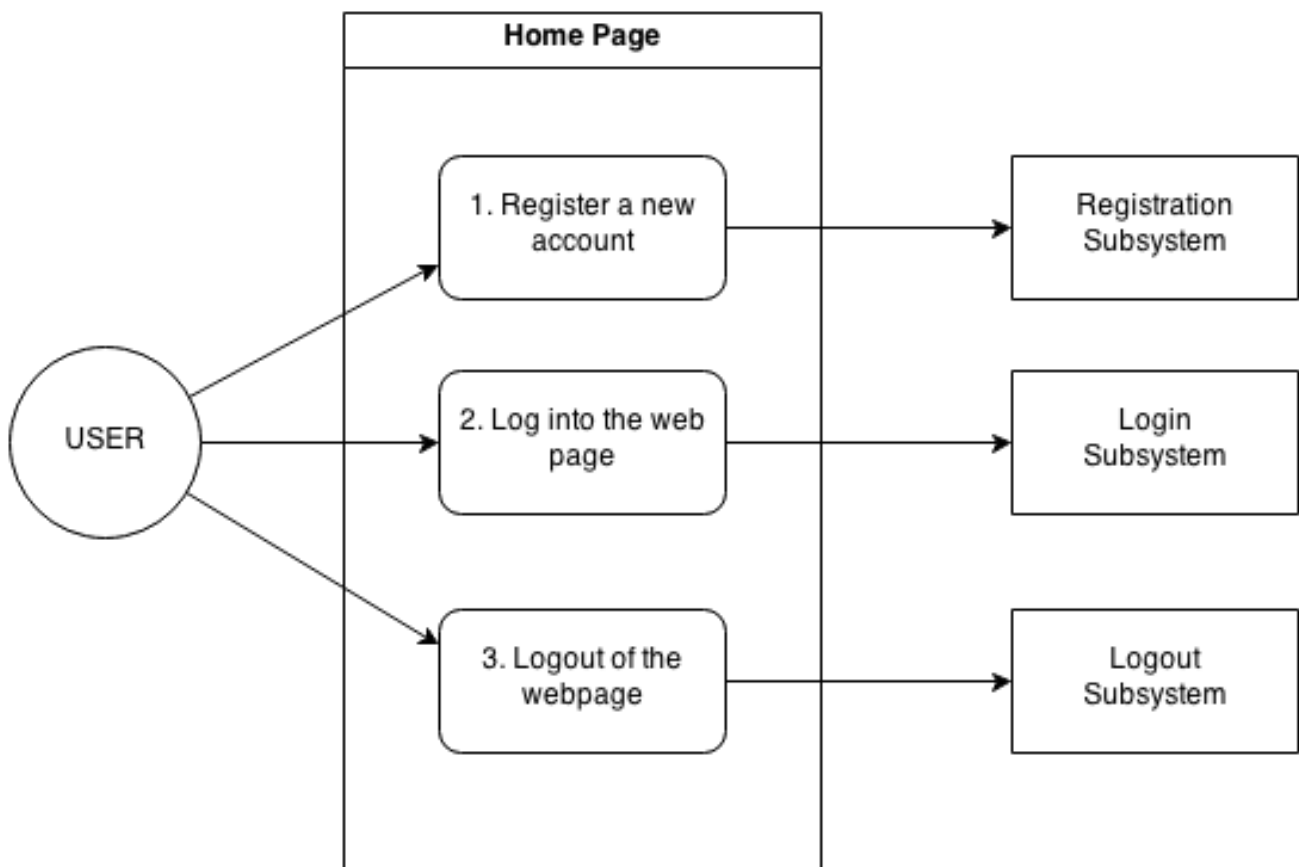 Home Page
1. Register a new
account
Registration
Subsystem
USER
2. Log into the web
page
Login
Subsystem
3. Logout of the
webpage
Logout
Subsystem